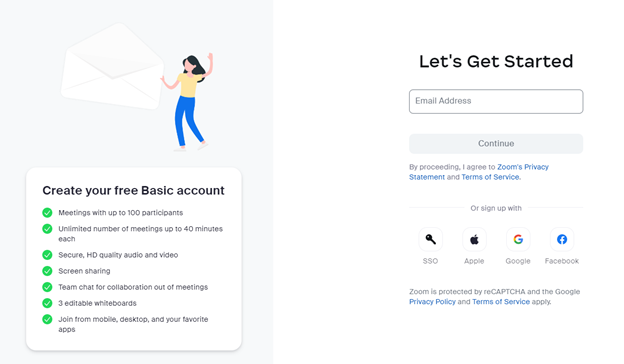 Create your free Basic account
Meetings with up to 100 participants
Unlimited number of meetings up to 40 minutes
each
Secure, HD quality audio and video
Screen sharing
Team chat for collaboration out of meetings
3 editable whiteboards
Join from mobile, desktop, and your favorite
apps
Let's Get Started
Email Address
Continue
By proceeding, I agree to Zoom's Privacy
Statement and Terms of Service.
Or sign up with
SSO
Apple
Google
Facebook
Zoom is protected by reCAPTCHA and the Google
Privacy Policy and Terms of Service apply.